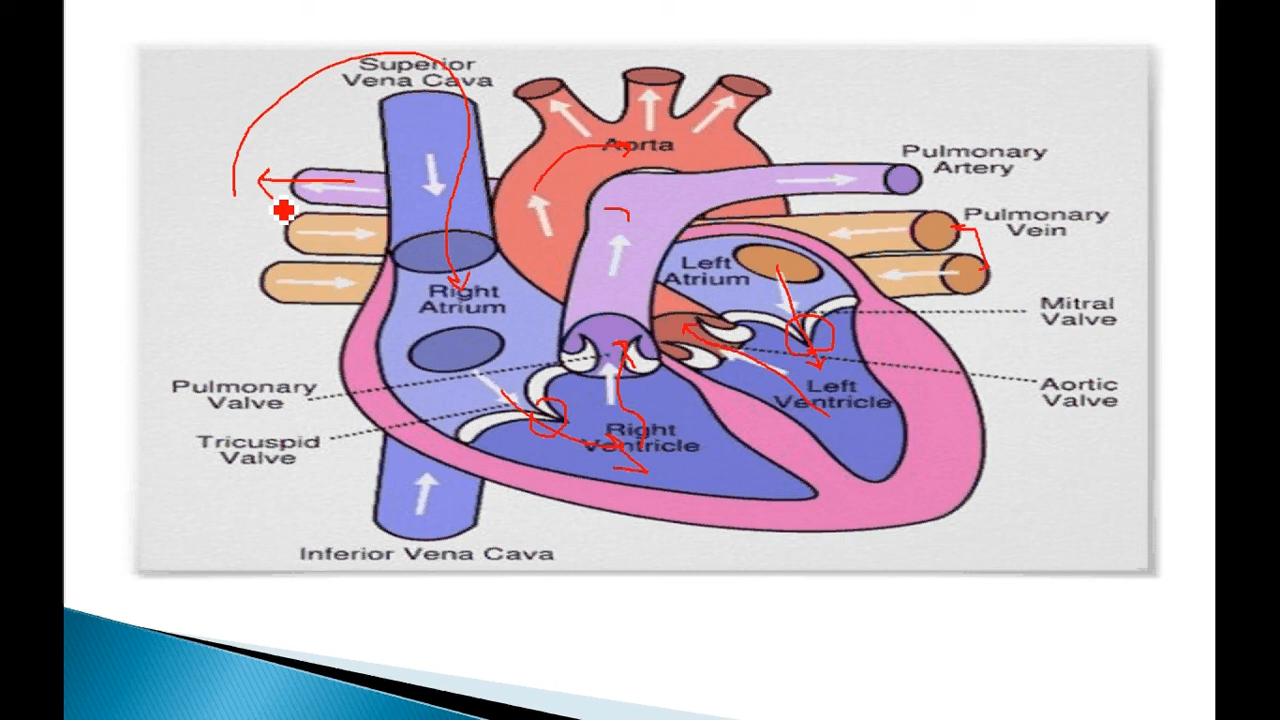 Superior
Vena Cava
Aorta
Pulmonary
Artery
Pulmonary
Vein
Left
Atrium
Right
Atrium
Mitral
Valve
Pulmonary
Valve
Left
Ventricle
Aortic
Valve
Tricuspid
Valve
Right
Ventricle
Inferior Vena Cava